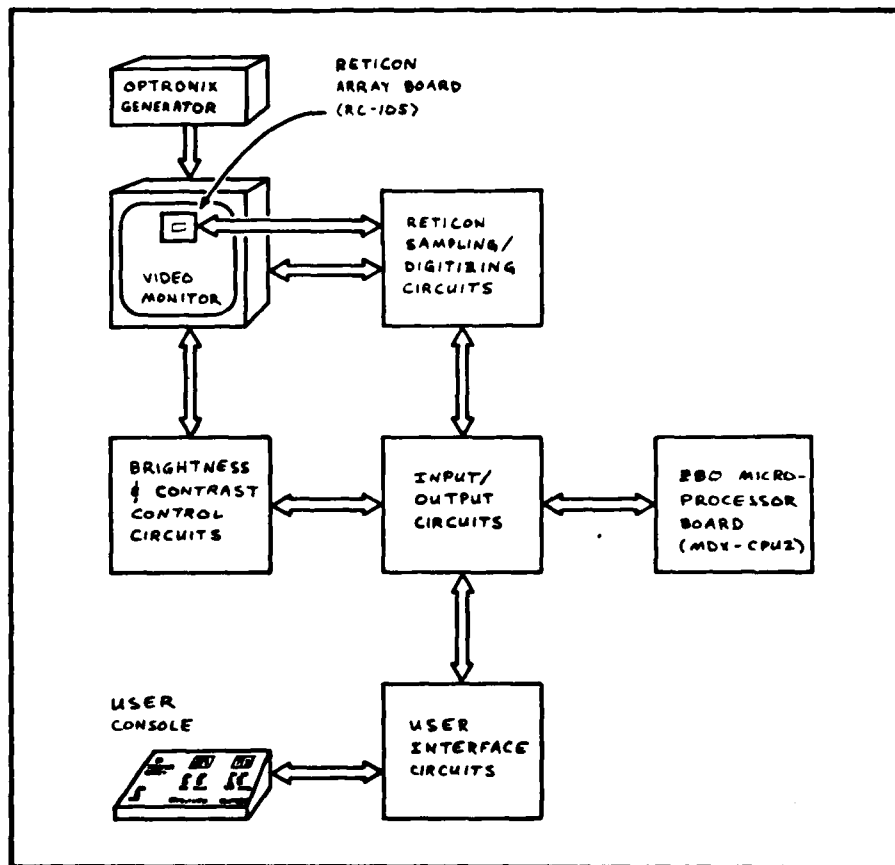 OPTRONIX
GENERATOR
RETICON
ARRAY BOARD
(RC-105)
VIDEO
MONITOR
RETICON
SAMPLING/
DIGITIZING
CIRCUITS
BRIGHTNESS
& CONTRAST
CONTROL
CIRCUITS
INPUT/
OUTPUT
CIRCUITS
Z80 MICRO-
PROCESSOR
BOARD
(MDX-CPU2)
USER
CONSOLE
USER
INTERFACE
CIRCUITS